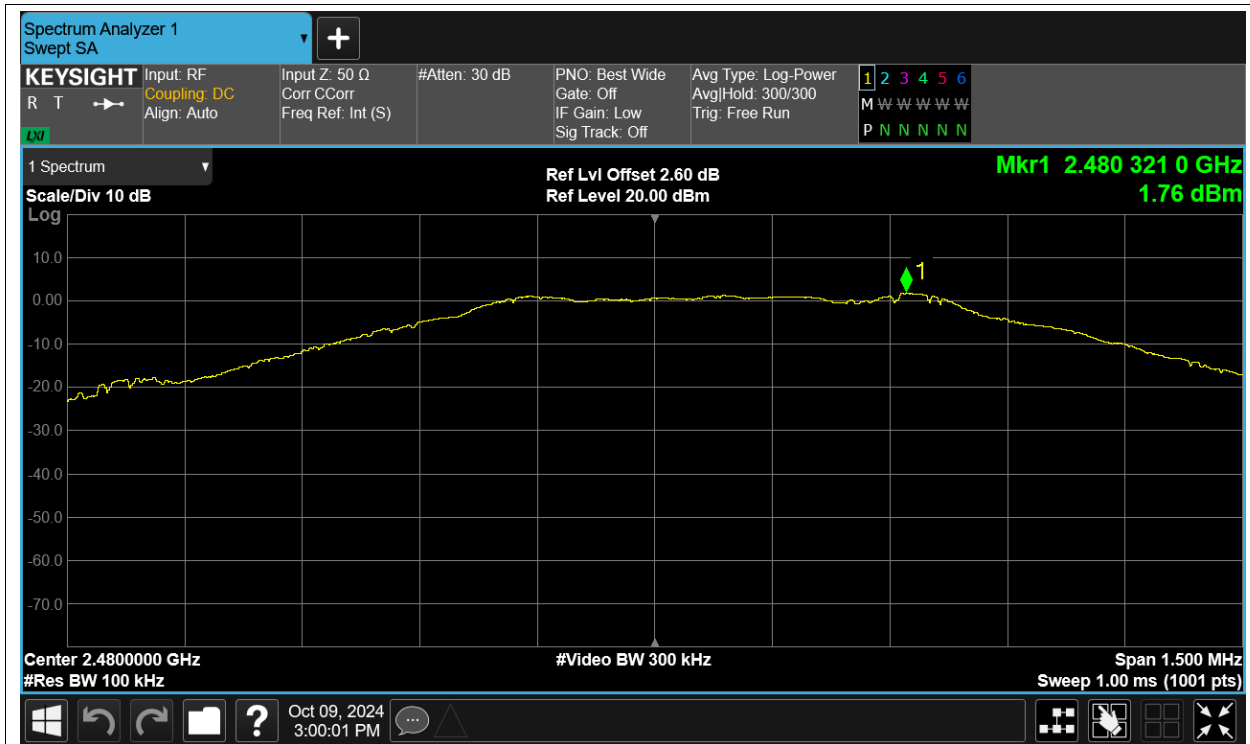 Spectrum Analyzer 1
Swept SA
+
KEYSIGHT
R T
LXI
Input: RF
Coupling: DC
Align: Auto
Input Z: 50 Ω
Corr CCorr
Freq Ref: Int (S)
#Atten: 30 dB
PNO: Best Wide
Gate: Off
IF Gain: Low
Sig Track: Off
Avg Type: Log-Power
Avg|Hold: 300/300
Trig: Free Run
1 2 3 4 5 6
M W W W W W
P N N N N N
1 Spectrum
Scale/Div 10 dB
Ref Lvl Offset 2.60 dB
Ref Level 20.00 dBm
Mkr1 2.480 321 0 GHz
1.76 dBm
Log
10.0
0.00
-10.0
-20.0
-30.0
-40.0
-50.0
-60.0
-70.0
1
Center 2.4800000 GHz
#Res BW 100 kHz
#Video BW 300 kHz
Span 1.500 MHz
Sweep 1.00 ms (1001 pts)
?
Oct 09, 2024
3:00:01 PM